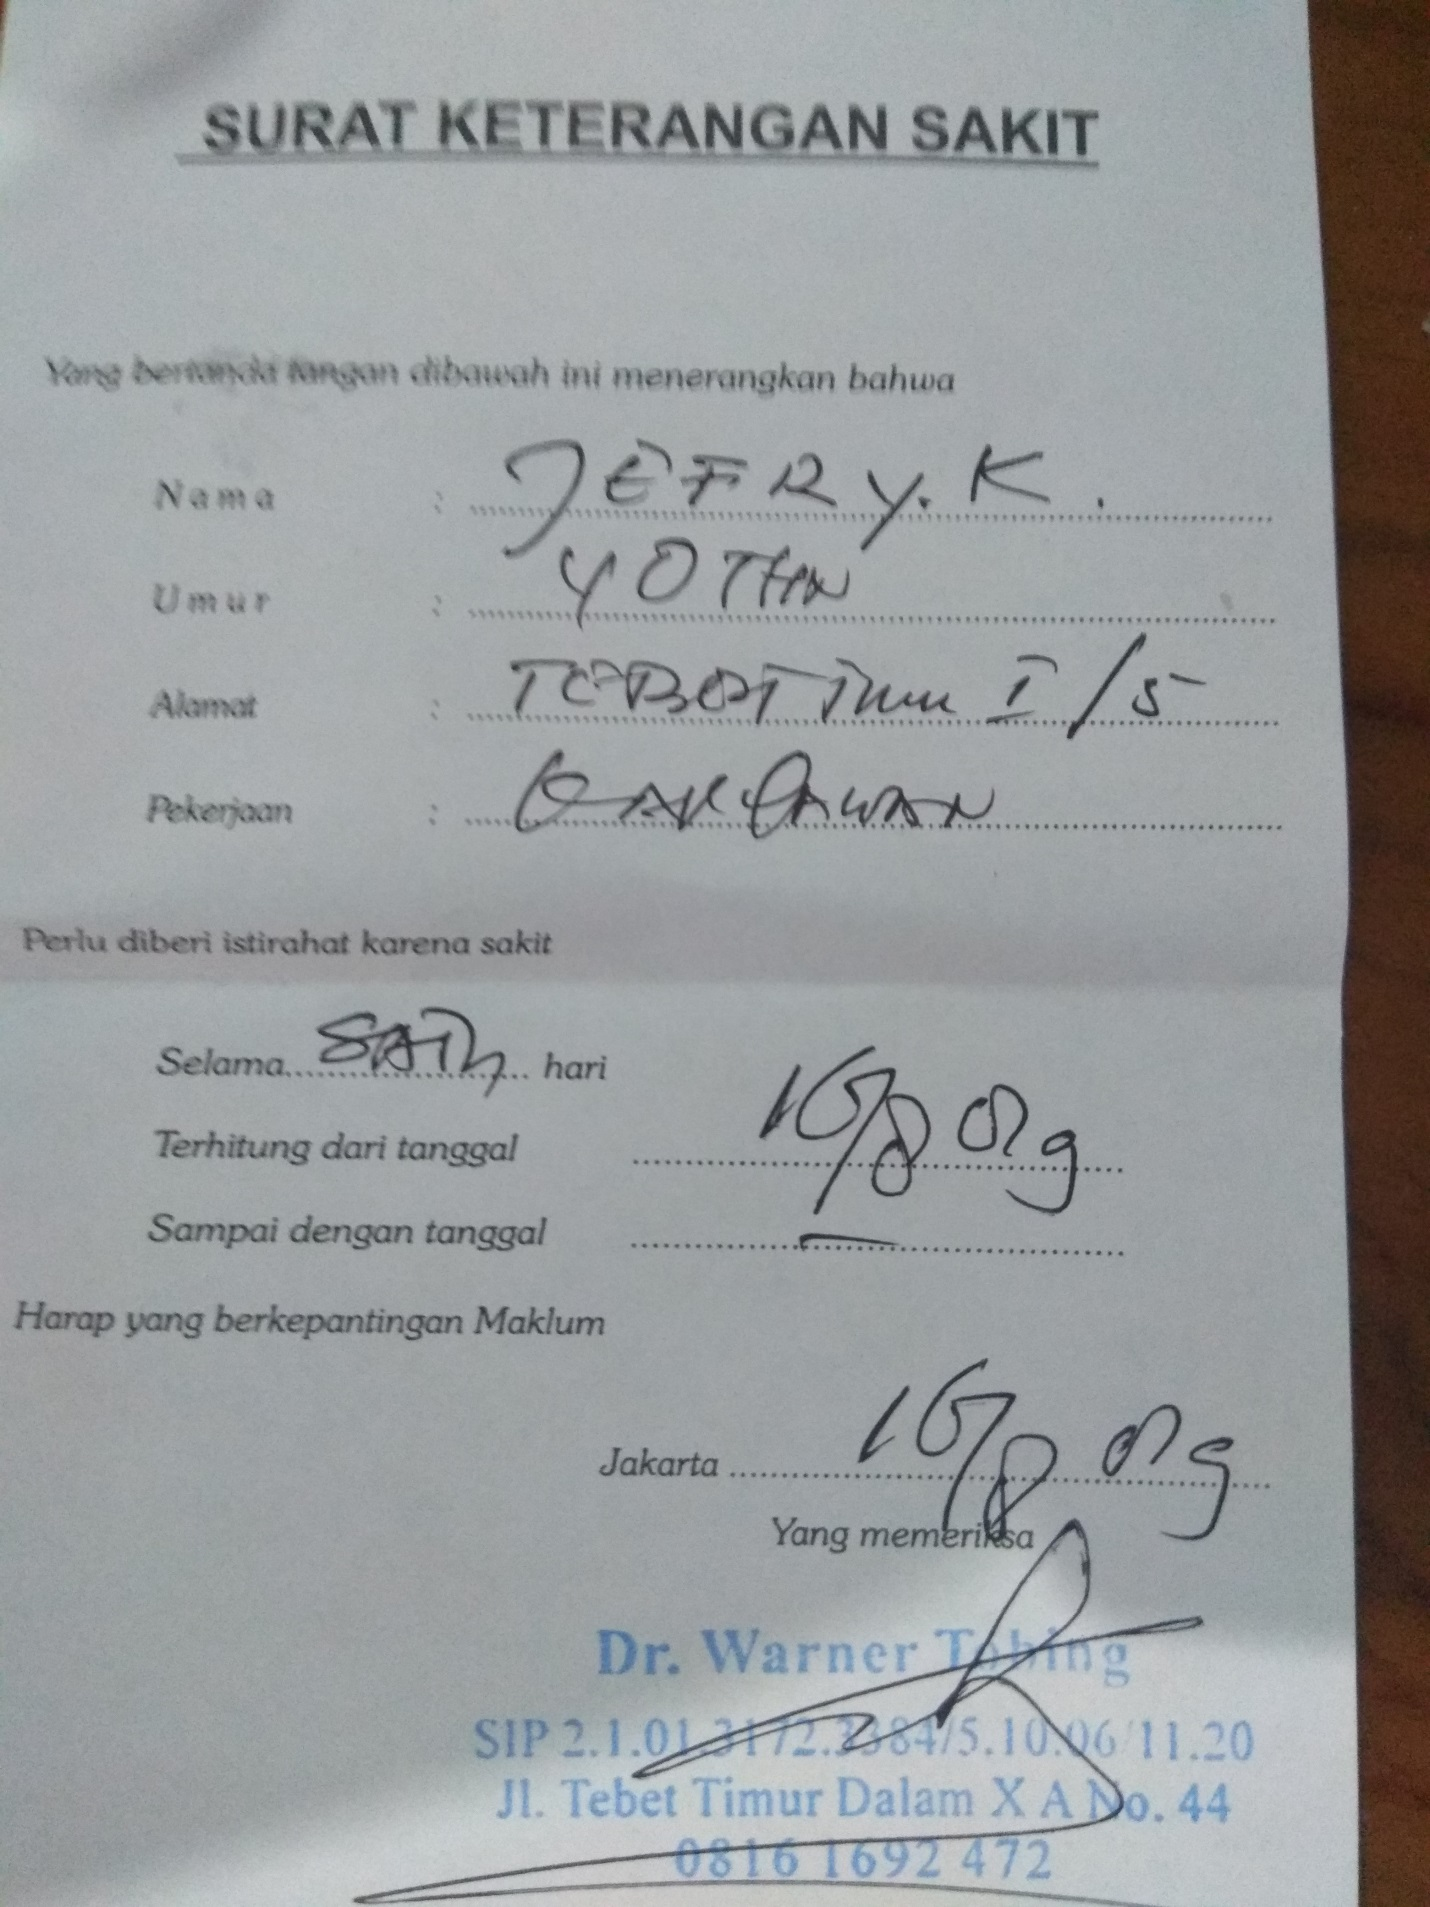 SURAT KETERANGAN SAKIT
Yang bertanda tangan dibawah ini menerangkan bahwa
Nama : JEFRY. K.
Umur : 40 THN
Alamat : TEBET Timur I/5
Pekerjaan : KARYAWAN
Perlu diberi istirahat karena sakit
Selama SATU hari
Terhitung dari tanggal 16/8
Sampai dengan tanggal —
Harap yang berkepantingan Maklum
Jakarta 16/8
Yang memeriksa
Dr. Warner Tobing
SIP 2.1.01.3172.3384/5.10.06/11.20
Jl. Tebet Timur Dalam X A No. 44
0816 1692 472